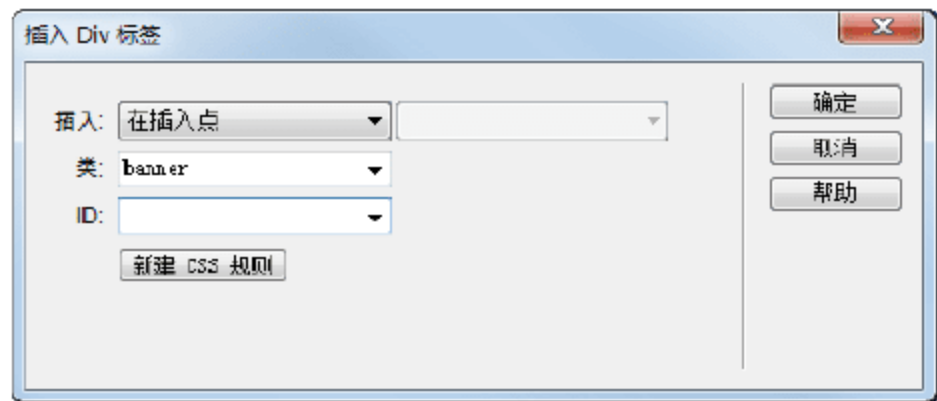 插入 Div 标签
插入: 在插入点
类: banner
ID:
新建 CSS 规则
确定
取消
帮助